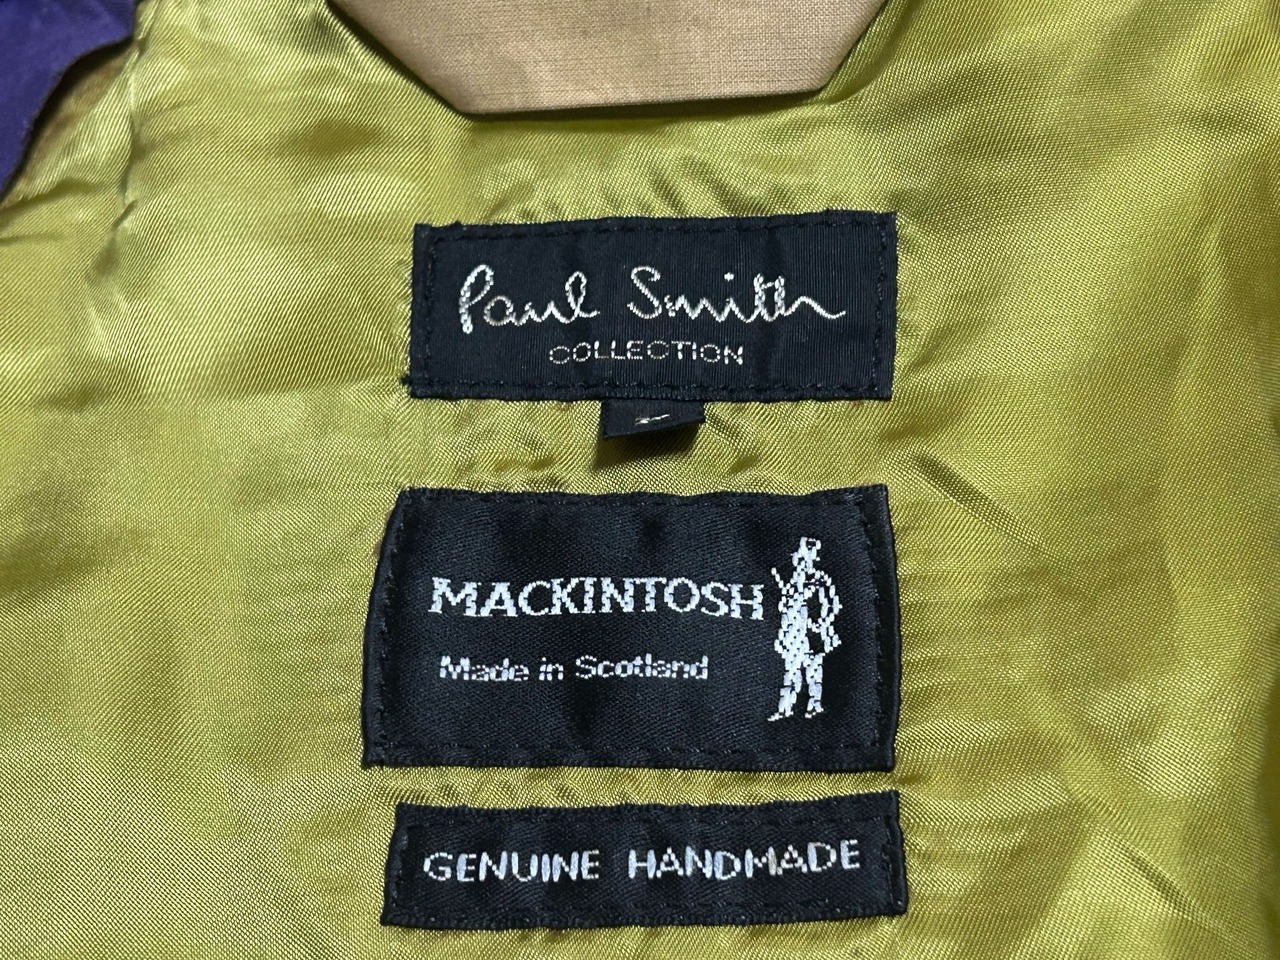 Paul Smith
COLLECTION
MACKINTOSH
Made in Scotland
GENUINE HANDMADE